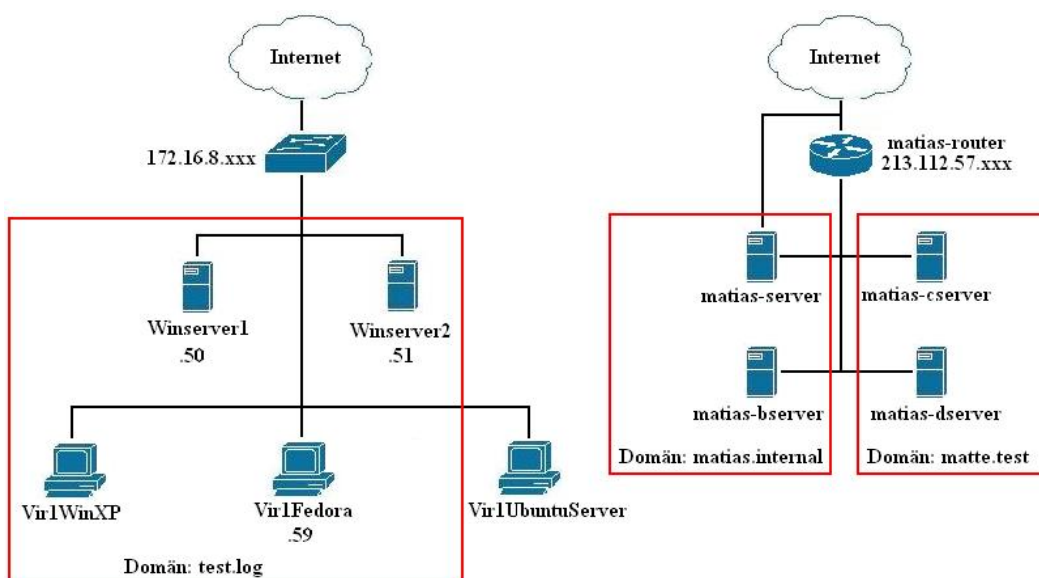 Internet
172.16.8.xxx
Winserver1
.50
Winserver2
.51
Vir1WinXP
Vir1Fedora
.59
Vir1UbuntuServer
Domän: test.log
Internet
matias-router
213.112.57.xxx
matias-server
matias-cserver
matias-bserver
matias-dserver
Domän: matias.internal
Domän: matte.test